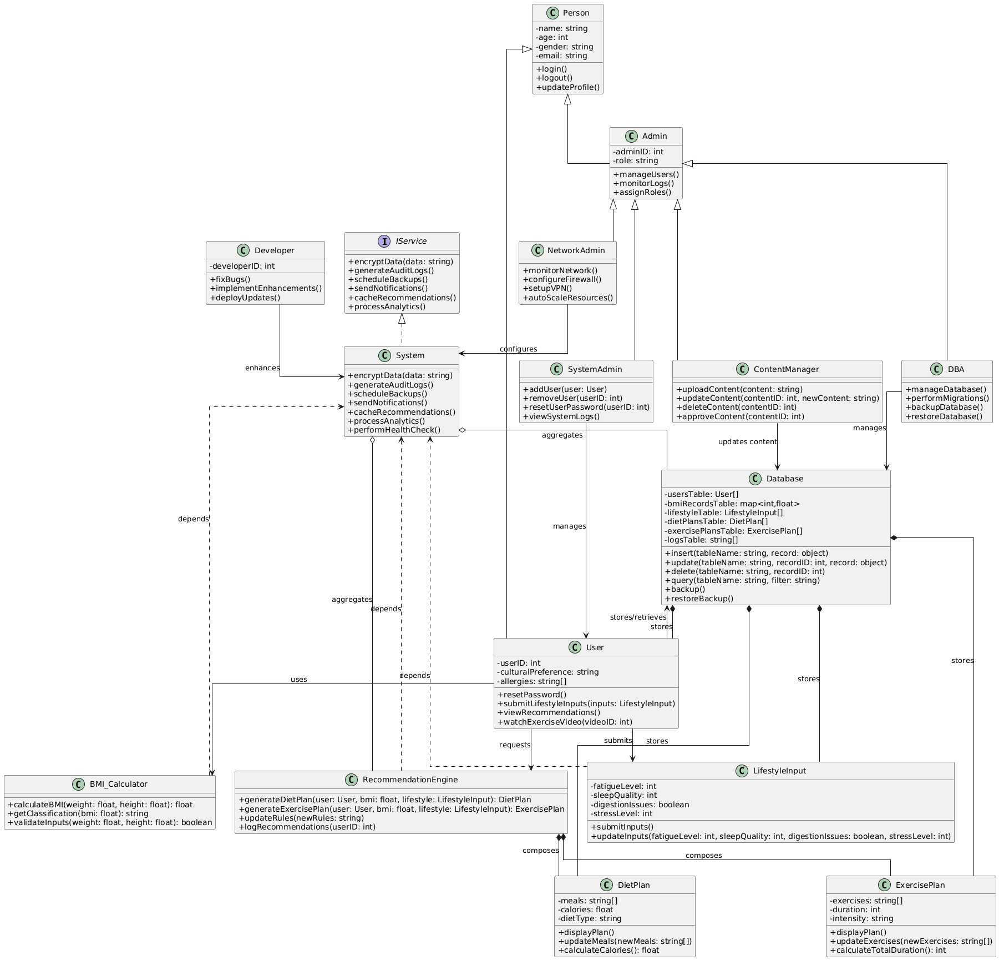 C Person
-name: string
-age: int
-gender: string
-email: string
+login()
+logout()
+updateProfile()
C Admin
-adminID: int
-role: string
+manageUsers()
+monitorLogs()
+assignRoles()
C Developer
-developerID: int
+fixBugs()
+implementEnhancements()
+deployUpdates()
I IService
+encryptData(data: string)
+generateAuditLogs()
+scheduleBackups()
+sendNotifications()
+cacheRecommendations()
+processAnalytics()
C NetworkAdmin
+monitorNetwork()
+configureFirewall()
+setupVPN()
+autoScaleResources()
configures
enhances
C System
+encryptData(data: string)
+generateAuditLogs()
+scheduleBackups()
+sendNotifications()
+cacheRecommendations()
+processAnalytics()
+performHealthCheck()
C SystemAdmin
+addUser(user: User)
+removeUser(userID: int)
+resetUserPassword(userID: int)
+viewSystemLogs()
C ContentManager
+uploadContent(content: string)
+updateContent(contentID: int, newContent: string)
+deleteContent(contentID: int)
+approveContent(contentID: int)
C DBA
+manageDatabase()
+performMigrations()
+backupDatabase()
+restoreDatabase()
aggregates
updates content
manages
depends
manages
C Database
-usersTable: User[]
-bmiRecordsTable: map<int,float>
-lifestyleTable: LifestyleInput[]
-dietPlansTable: DietPlan[]
-exercisePlansTable: ExercisePlan[]
-logsTable: string[]
+insert(tableName: string, record: object)
+update(tableName: string, recordID: int, record: object)
+delete(tableName: string, recordID: int)
+query(tableName: string, filter: string)
+backup()
+restoreBackup()
aggregates
depends
stores/retrieves
stores
C User
-userID: int
-culturalPreference: string
-allergies: string[]
+resetPassword()
+submitLifestyleInputs(inputs: LifestyleInput)
+viewRecommendations()
+watchExerciseVideo(videoID: int)
uses
depends
stores
stores
requests
submits
stores
C BMI_Calculator
+calculateBMI(weight: float, height: float): float
+getClassification(bmi: float): string
+validateInputs(weight: float, height: float): boolean
C RecommendationEngine
+generateDietPlan(user: User, bmi: float, lifestyle: LifestyleInput): DietPlan
+generateExercisePlan(user: User, bmi: float, lifestyle: LifestyleInput): ExercisePlan
+updateRules(newRules: string)
+logRecommendations(userID: int)
C LifestyleInput
-fatigueLevel: int
-sleepQuality: int
-digestionIssues: boolean
-stressLevel: int
+submitInputs()
+updateInputs(fatigueLevel: int, sleepQuality: int, digestionIssues: boolean, stressLevel: int)
composes
composes
C DietPlan
-meals: string[]
-calories: float
-dietType: string
+displayPlan()
+updateMeals(newMeals: string[])
+calculateCalories(): float
C ExercisePlan
-exercises: string[]
-duration: int
-intensity: string
+displayPlan()
+updateExercises(newExercises: string[])
+calculateTotalDuration(): int